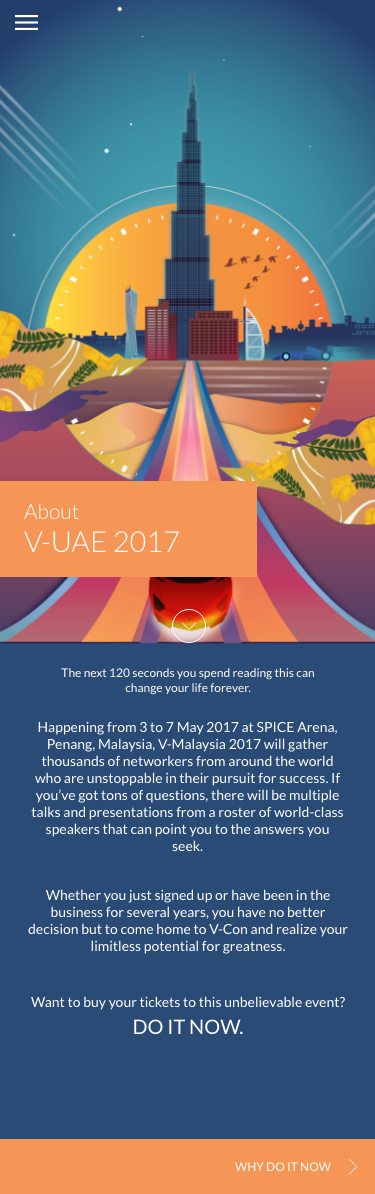 About
V-UAE 2017
The next 120 seconds you spend reading this can
change your life forever.
Happening from 3 to 7 May 2017 at SPICE Arena,
Penang, Malaysia, V-Malaysia 2017 will gather
thousands of networkers from around the world
who are unstoppable in their pursuit for success. If
you’ve got tons of questions, there will be multiple
talks and presentations from a roster of world-class
speakers that can point you to the answers you
seek.
Whether you just signed up or have been in the
business for several years, you have no better
decision but to come home to V-Con and realize your
limitless potential for greatness.
Want to buy your tickets to this unbelievable event?
DO IT NOW.
WHY DO IT NOW